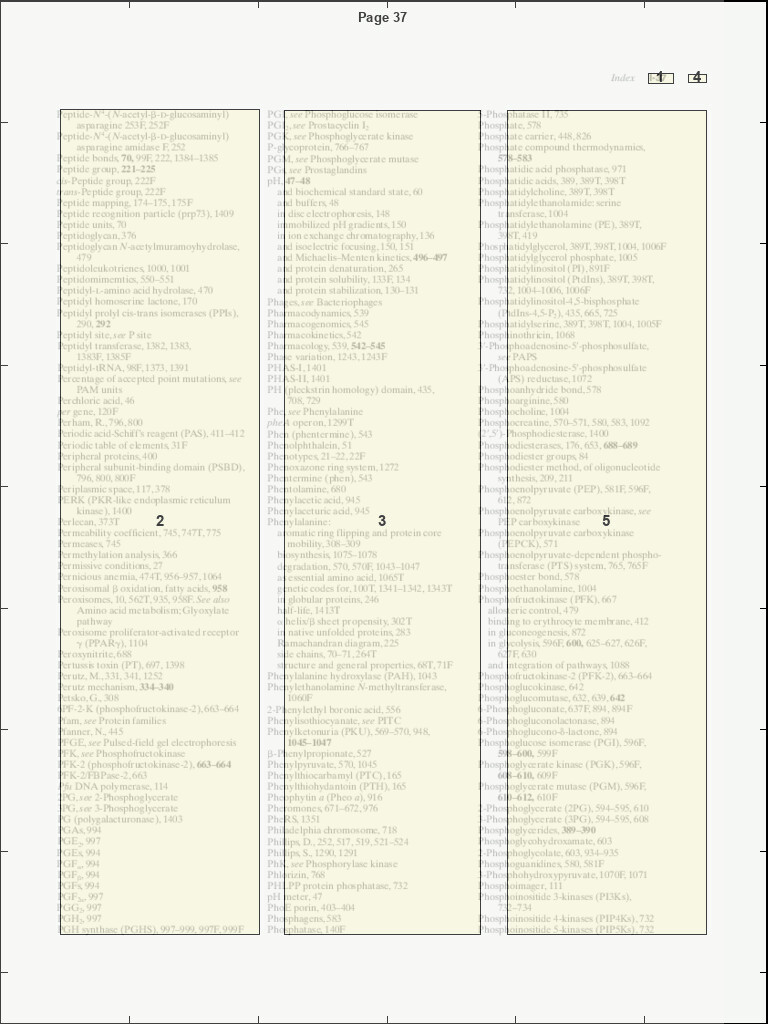 Page 37
Index 1 4
Peptide-N⁴-(N-acetyl-β-D-glucosaminyl)
asparagine 253F, 252F
Peptide-N⁴-(N-acetyl-β-D-glucosaminyl)
asparagine amidase F, 252
Peptide bonds, 70, 99F, 222, 1384–1385
Peptide group, 221–225
cis-Peptide group, 222F
trans-Peptide group, 222F
Peptide mapping, 174–175, 175F
Peptide recognition particle (prp73), 1409
Peptide units, 70
Peptidoglycan, 376
Peptidoglycan N-acetylmuramoyhydrolase,
479
Peptidoleukotrienes, 1000, 1001
Peptidomimemtics, 550–551
Peptidyl-L-amino acid hydrolase, 470
Peptidyl homoserine lactone, 170
Peptidyl prolyl cis-trans isomerases (PPIs),
290, 292
Peptidyl site, see P site
Peptidyl transferase, 1382, 1383,
1383F, 1385F
Peptidyl-tRNA, 98F, 1373, 1391
Percentage of accepted point mutations, see
PAM units
Perchloric acid, 46
per gene, 120F
Perham, R., 796, 800
Periodic acid-Schiff's reagent (PAS), 411–412
Periodic table of elements, 31F
Peripheral proteins, 400
Peripheral subunit-binding domain (PSBD),
796, 800, 800F
Periplasmic space, 117, 378
PERK (PKR-like endoplasmic reticulum
kinase), 1400
Perlecan, 373T
2
Permeability coefficient, 745, 747T, 775
Permeases, 745
Permethylation analysis, 366
Permissive conditions, 27
Pernicious anemia, 474T, 956–957, 1064
Peroxisomal β oxidation, fatty acids, 958
Peroxisomes, 10, 562T, 935, 958F. See also
Amino acid metabolism; Glyoxylate
pathway
Peroxisome proliferator-activated receptor
γ (PPARγ), 1104
Peroxynitrite, 688
Pertussis toxin (PT), 697, 1398
Perutz, M., 331, 341, 1252
Perutz mechanism, 334–340
Petsko, G., 308
6PF-2-K (phosphofructokinase-2), 663–664
Pfam, see Protein families
Pfanner, N., 445
PFGE, see Pulsed-field gel electrophoresis
PFK, see Phosphofructokinase
PFK-2 (phosphofructokinase-2), 663–664
PFK-2/FBPase-2, 663
Pfu DNA polymerase, 114
2PG, see 2-Phosphoglycerate
3PG, see 3-Phosphoglycerate
PG (polygalacturonase), 1403
PGAs, 994
PGE₂, 997
PGEs, 994
PGFα, 994
PGFβ, 994
PGFs, 994
PGF₂α, 997
PGG₂, 997
PGH₂, 997
PGH synthase (PGHS), 997–999, 997F, 999F
PGI, see Phosphoglucose isomerase
PGI₂, see Prostacyclin I₂
PGK, see Phosphoglycerate kinase
P-glycoprotein, 766–767
PGM, see Phosphoglycerate mutase
PGs, see Prostaglandins
pH, 47–48
and biochemical standard state, 60
and buffers, 48
in disc electrophoresis, 148
immobilized pH gradients, 150
in ion exchange chromatography, 136
and isoelectric focusing, 150, 151
and Michaelis-Menten kinetics, 496–497
and protein denaturation, 265
and protein solubility, 133F, 134
and protein stabilization, 130–131
Phages, see Bacteriophages
Pharmacodynamics, 539
Pharmacogenomics, 545
Pharmacokinetics, 542
Pharmacology, 539, 542–545
Phase variation, 1243, 1243F
PHAS-I, 1401
PHAS-II, 1401
PH (pleckstrin homology) domain, 435,
708, 729
Phe, see Phenylalanine
pheA operon, 1299T
Phen (phentermine), 543
Phenolphthalein, 51
Phenotypes, 21–22, 22F
Phenoxazone ring system, 1272
Phentermine (phen), 543
Phentolamine, 680
Phenylacetic acid, 945
Phenylaceturic acid, 945
Phenylalanine:
3
aromatic ring flipping and protein core
mobility, 308–309
biosynthesis, 1075–1078
degradation, 570, 570F, 1043–1047
as essential amino acid, 1065T
genetic codes for, 100T, 1341–1342, 1343T
in globular proteins, 246
half-life, 1413T
α helix/β sheet propensity, 302T
in native unfolded proteins, 283
Ramachandran diagram, 225
side chains, 70–71, 264T
structure and general properties, 68T, 71F
Phenylalanine hydroxylase (PAH), 1043
Phenylethanolamine N-methyltransferase,
1060F
2-Phenylethyl boronic acid, 556
Phenylisothiocyanate, see PITC
Phenylketonuria (PKU), 569–570, 948,
1045–1047
β-Phenylpropionate, 527
Phenylpyruvate, 570, 1045
Phenylthiocarbamyl (PTC), 165
Phenylthiohydantoin (PTH), 165
Pheophytin a (Pheo a), 916
Pheromones, 671–672, 976
PheRS, 1351
Philadelphia chromosome, 718
Phillips, D., 252, 517, 519, 521–524
Phillips, S., 1290, 1291
PhK, see Phosphorylase kinase
Phlorizin, 768
PHLPP protein phosphatase, 732
pH meter, 47
PhoE porin, 403–404
Phosphagens, 583
Phosphatase, 140F
3-Phosphatase II, 735
Phosphate, 578
Phosphate carrier, 448, 826
Phosphate compound thermodynamics,
578–583
Phosphatidic acid phosphatase, 971
Phosphatidic acids, 389, 389T, 398T
Phosphatidylcholine, 389T, 398T
Phosphatidylethanolamide: serine
transferase, 1004
Phosphatidylethanolamine (PE), 389T,
398T, 419
Phosphatidylglycerol, 389T, 398T, 1004, 1006F
Phosphatidylglycerol phosphate, 1005
Phosphatidylinositol (PI), 891F
Phosphatidylinositol (PtdIns), 389T, 398T,
732, 1004–1006, 1006F
Phosphatidylinositol-4,5-bisphosphate
(PtdIns-4,5-P₂), 435, 665, 725
Phosphatidylserine, 389T, 398T, 1004, 1005F
Phosphinothricin, 1068
3'-Phosphoadenosine-5'-phosphosulfate,
see PAPS
3'-Phosphoadenosine-5'-phosphosulfate
(APS) reductase, 1072
Phosphoanhydride bond, 578
Phosphoarginine, 580
Phosphocholine, 1004
Phosphocreatine, 570–571, 580, 583, 1092
(2',5')-Phosphodiesterase, 1400
Phosphodiesterases, 176, 653, 688–689
Phosphodiester groups, 84
Phosphodiester method, of oligonucleotide
synthesis, 209, 211
Phosphoenolpyruvate (PEP), 581F, 596F,
612, 872
Phosphoenolpyruvate carboxykinase, see
PEP carboxykinase
5
Phosphoenolpyruvate carboxykinase
(PEPCK), 571
Phosphoenolpyruvate-dependent phospho-
transferase (PTS) system, 765, 765F
Phosphoester bond, 578
Phosphoethanolamine, 1004
Phosphofructokinase (PFK), 667
allosteric control, 479
binding to erythrocyte membrane, 412
in gluconeogenesis, 872
in glycolysis, 596F, 600, 625–627, 626F,
627F, 630
and integration of pathways, 1088
Phosphofructokinase-2 (PFK-2), 663–664
Phosphoglucokinase, 642
Phosphoglucomutase, 632, 639, 642
6-Phosphogluconate, 637F, 894, 894F
6-Phosphogluconolactonase, 894
6-Phosphoglucono-δ-lactone, 894
Phosphoglucose isomerase (PGI), 596F,
598–600, 599F
Phosphoglycerate kinase (PGK), 596F,
608–610, 609F
Phosphoglycerate mutase (PGM), 596F,
610–612, 610F
2-Phosphoglycerate (2PG), 594–595, 610
3-Phosphoglycerate (3PG), 594–595, 608
Phosphoglycerides, 389–390
Phosphoglycohydroxamate, 603
2-Phosphoglycolate, 603, 934–935
Phosphoguanidines, 580, 581F
3-Phosphohydroxypyruvate, 1070F, 1071
Phosphoimager, 111
Phosphoinositide 3-kinases (PI3Ks),
732–734
Phosphoinositide 4-kinases (PIP4Ks), 732
Phosphoinositide 5-kinases (PIP5Ks), 732